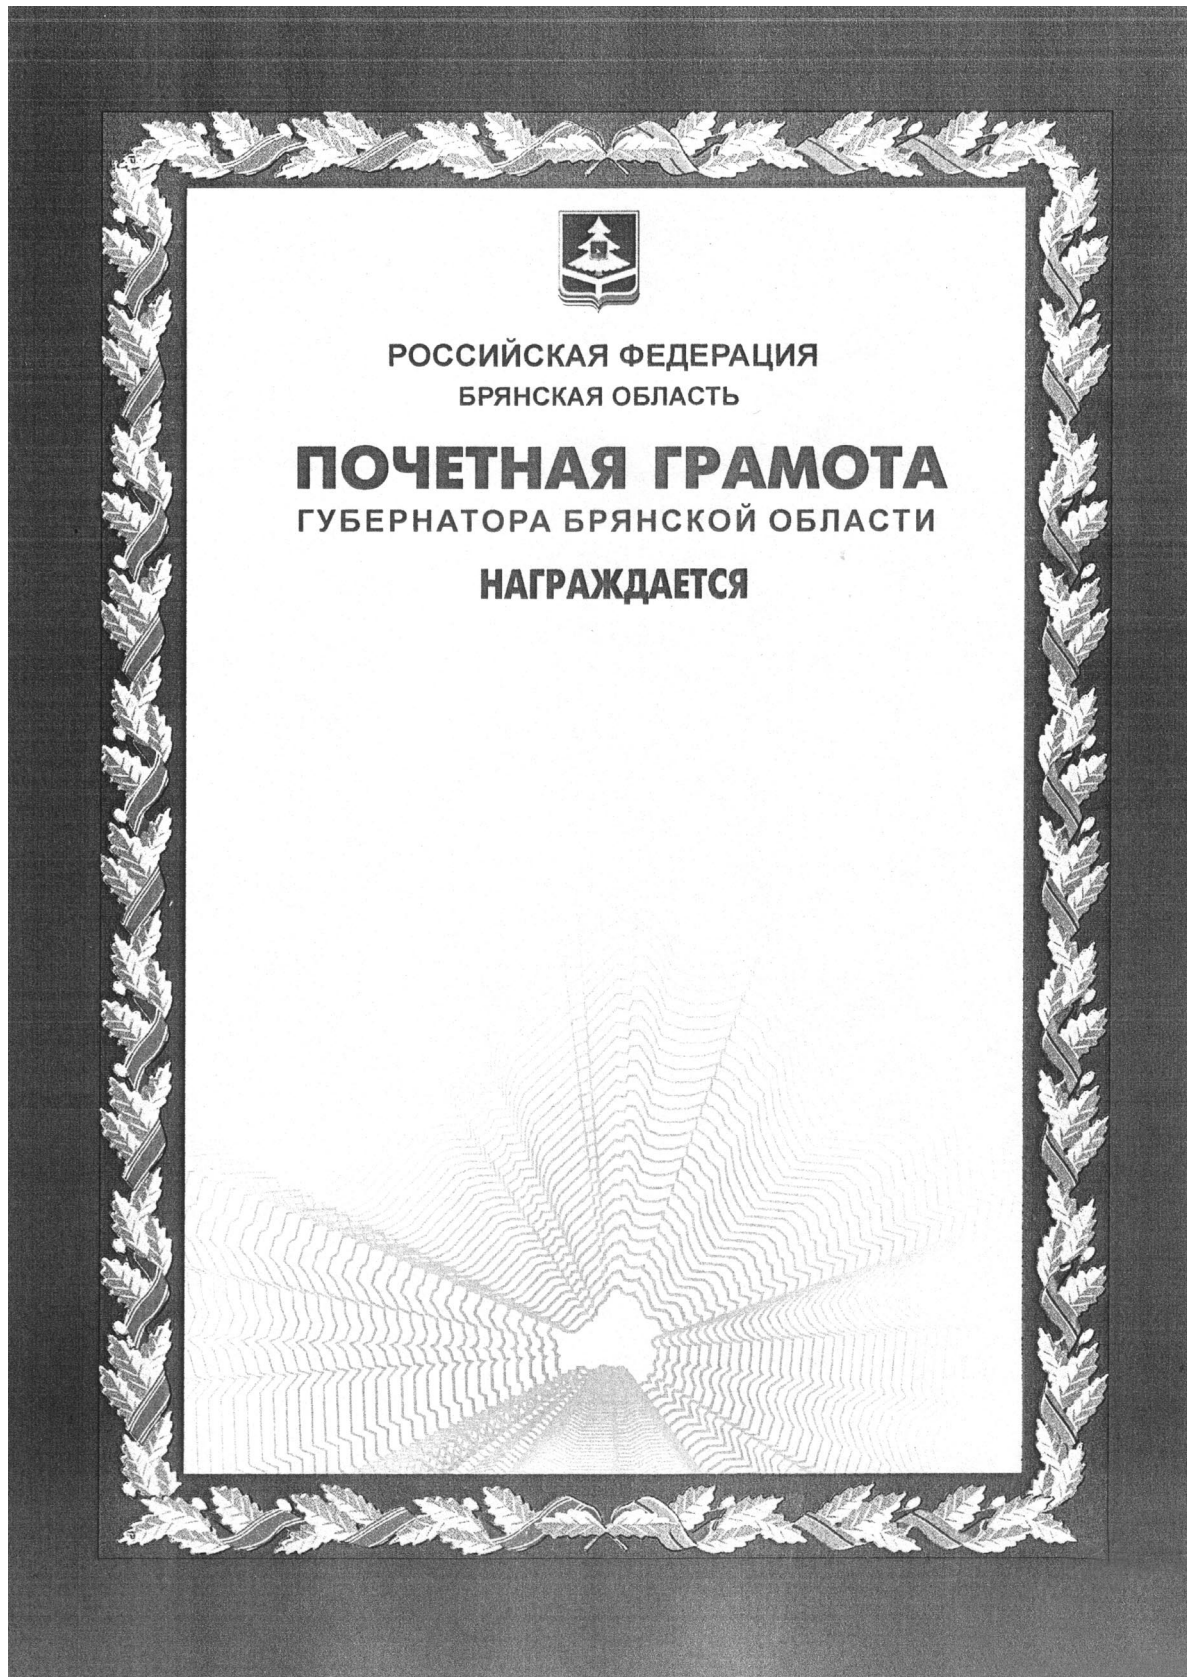 РОССИЙСКАЯ ФЕДЕРАЦИЯ
БРЯНСКАЯ ОБЛАСТЬ
ПОЧЕТНАЯ ГРАМОТА
ГУБЕРНАТОРА БРЯНСКОЙ ОБЛАСТИ
НАГРАЖДАЕТСЯ